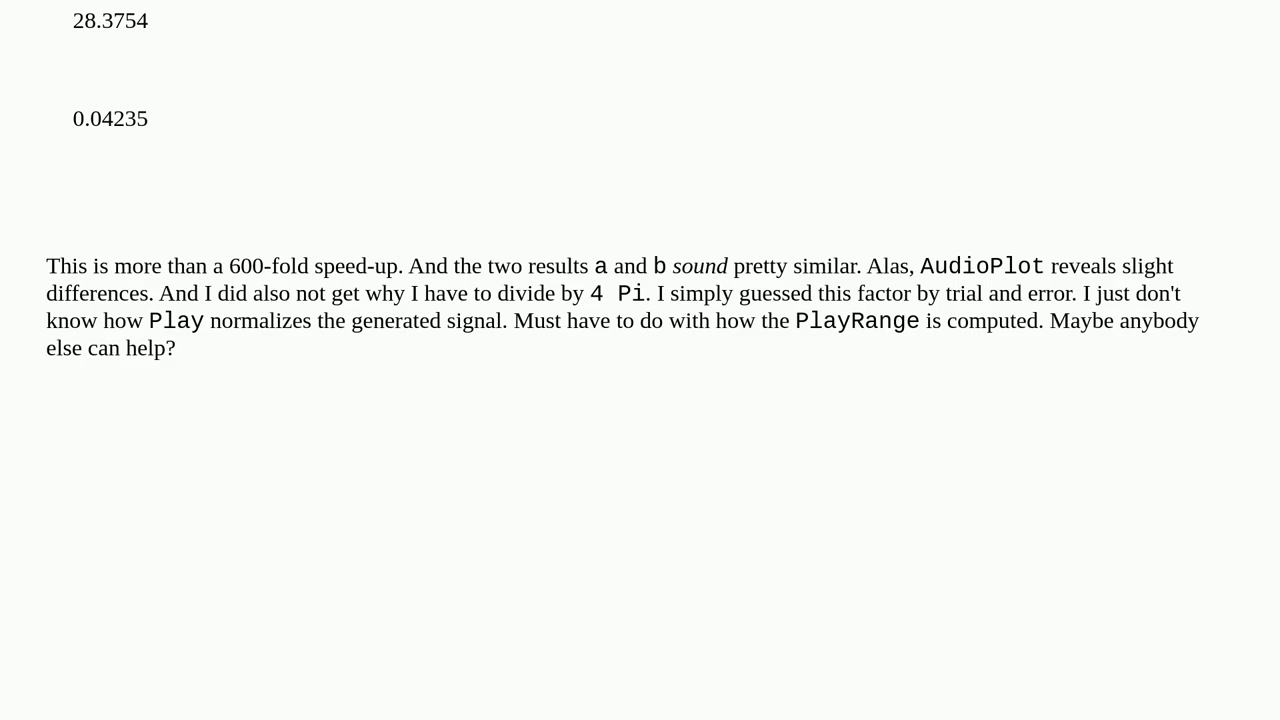 28.3754
0.04235
This is more than a 600-fold speed-up. And the two results a and b sound pretty similar. Alas, AudioPlot reveals slight
differences. And I did also not get why I have to divide by 4 Pi. I simply guessed this factor by trial and error. I just don't
know how Play normalizes the generated signal. Must have to do with how the PlayRange is computed. Maybe anybody
else can help?